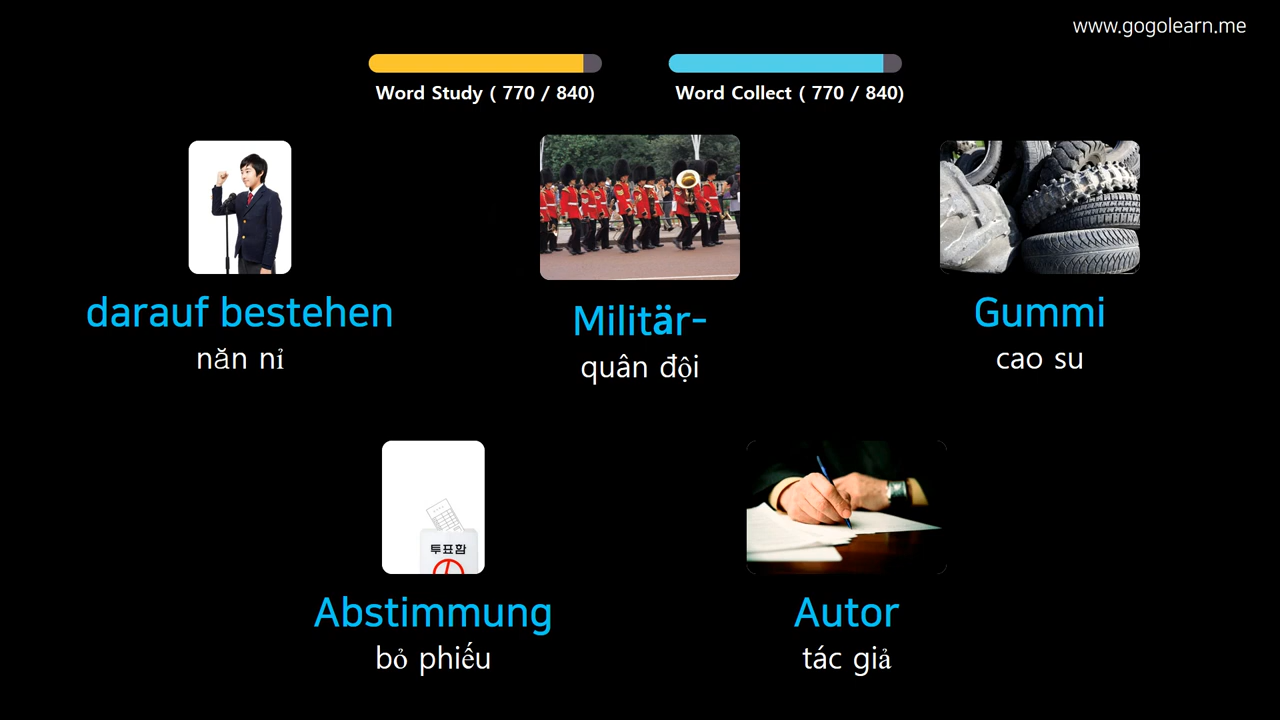 www.gogolearn.me
Word Study ( 770 / 840)
Word Collect ( 770 / 840)
darauf bestehen
năn nỉ
Militär-
quân đội
Gummi
cao su
투표함
Abstimmung
bỏ phiếu
Autor
tác giả